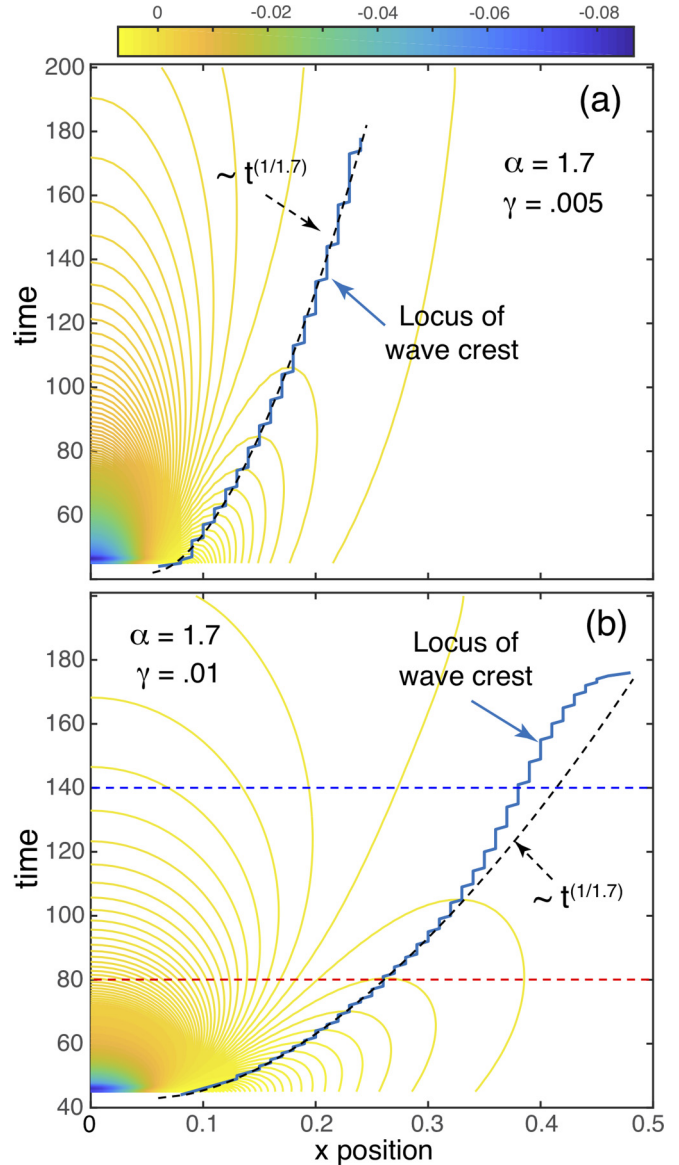 0 -0.02 -0.04 -0.06 -0.08
200
180
160
140
120
100
80
60
time
(a)
α = 1.7
γ = .005
~ t^(1/1.7)
Locus of
wave crest
(b)
α = 1.7
γ = .01
Locus of
wave crest
~ t^(1/1.7)
180
160
140
120
100
80
60
40
time
0 0.1 0.2 0.3 0.4 0.5
x position